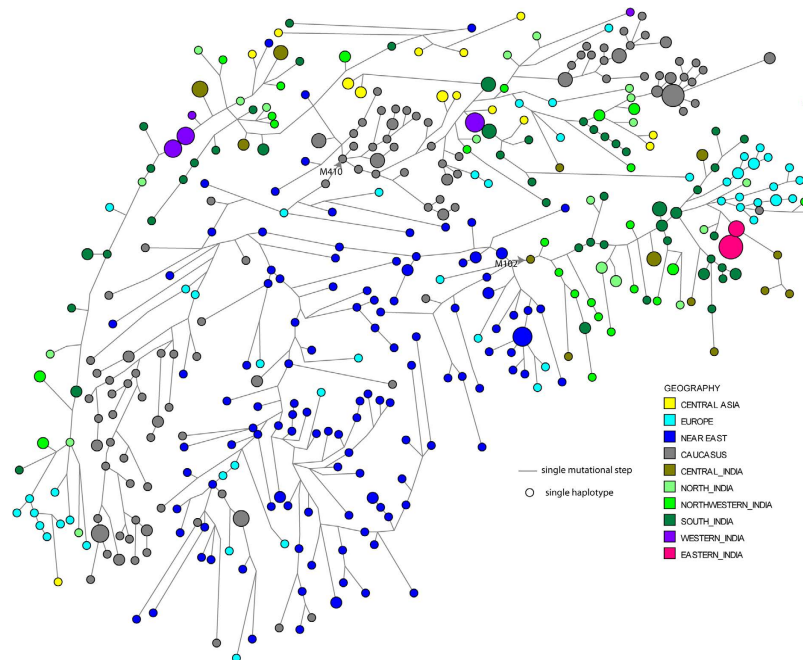 M410
M102
GEOGRAPHY
CENTRAL ASIA
EUROPE
NEAR EAST
CAUCASUS
CENTRAL_INDIA
NORTH_INDIA
NORTHWESTERN_INDIA
SOUTH_INDIA
WESTERN_INDIA
EASTERN_INDIA
single mutational step
single haplotype